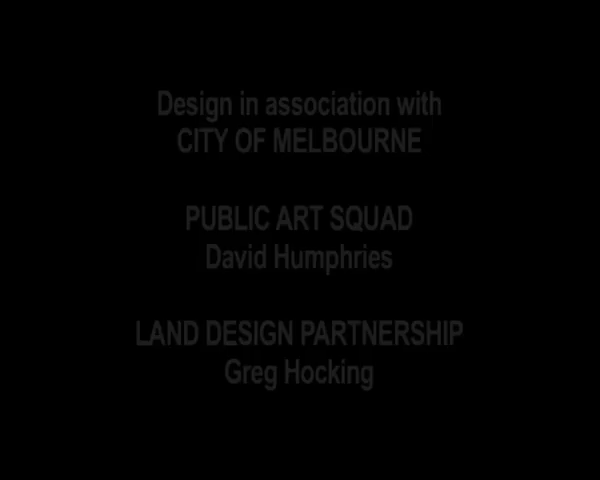 Design in association with
CITY OF MELBOURNE
PUBLIC ART SQUAD
David Humphries
LAND DESIGN PARTNERSHIP
Greg Hocking